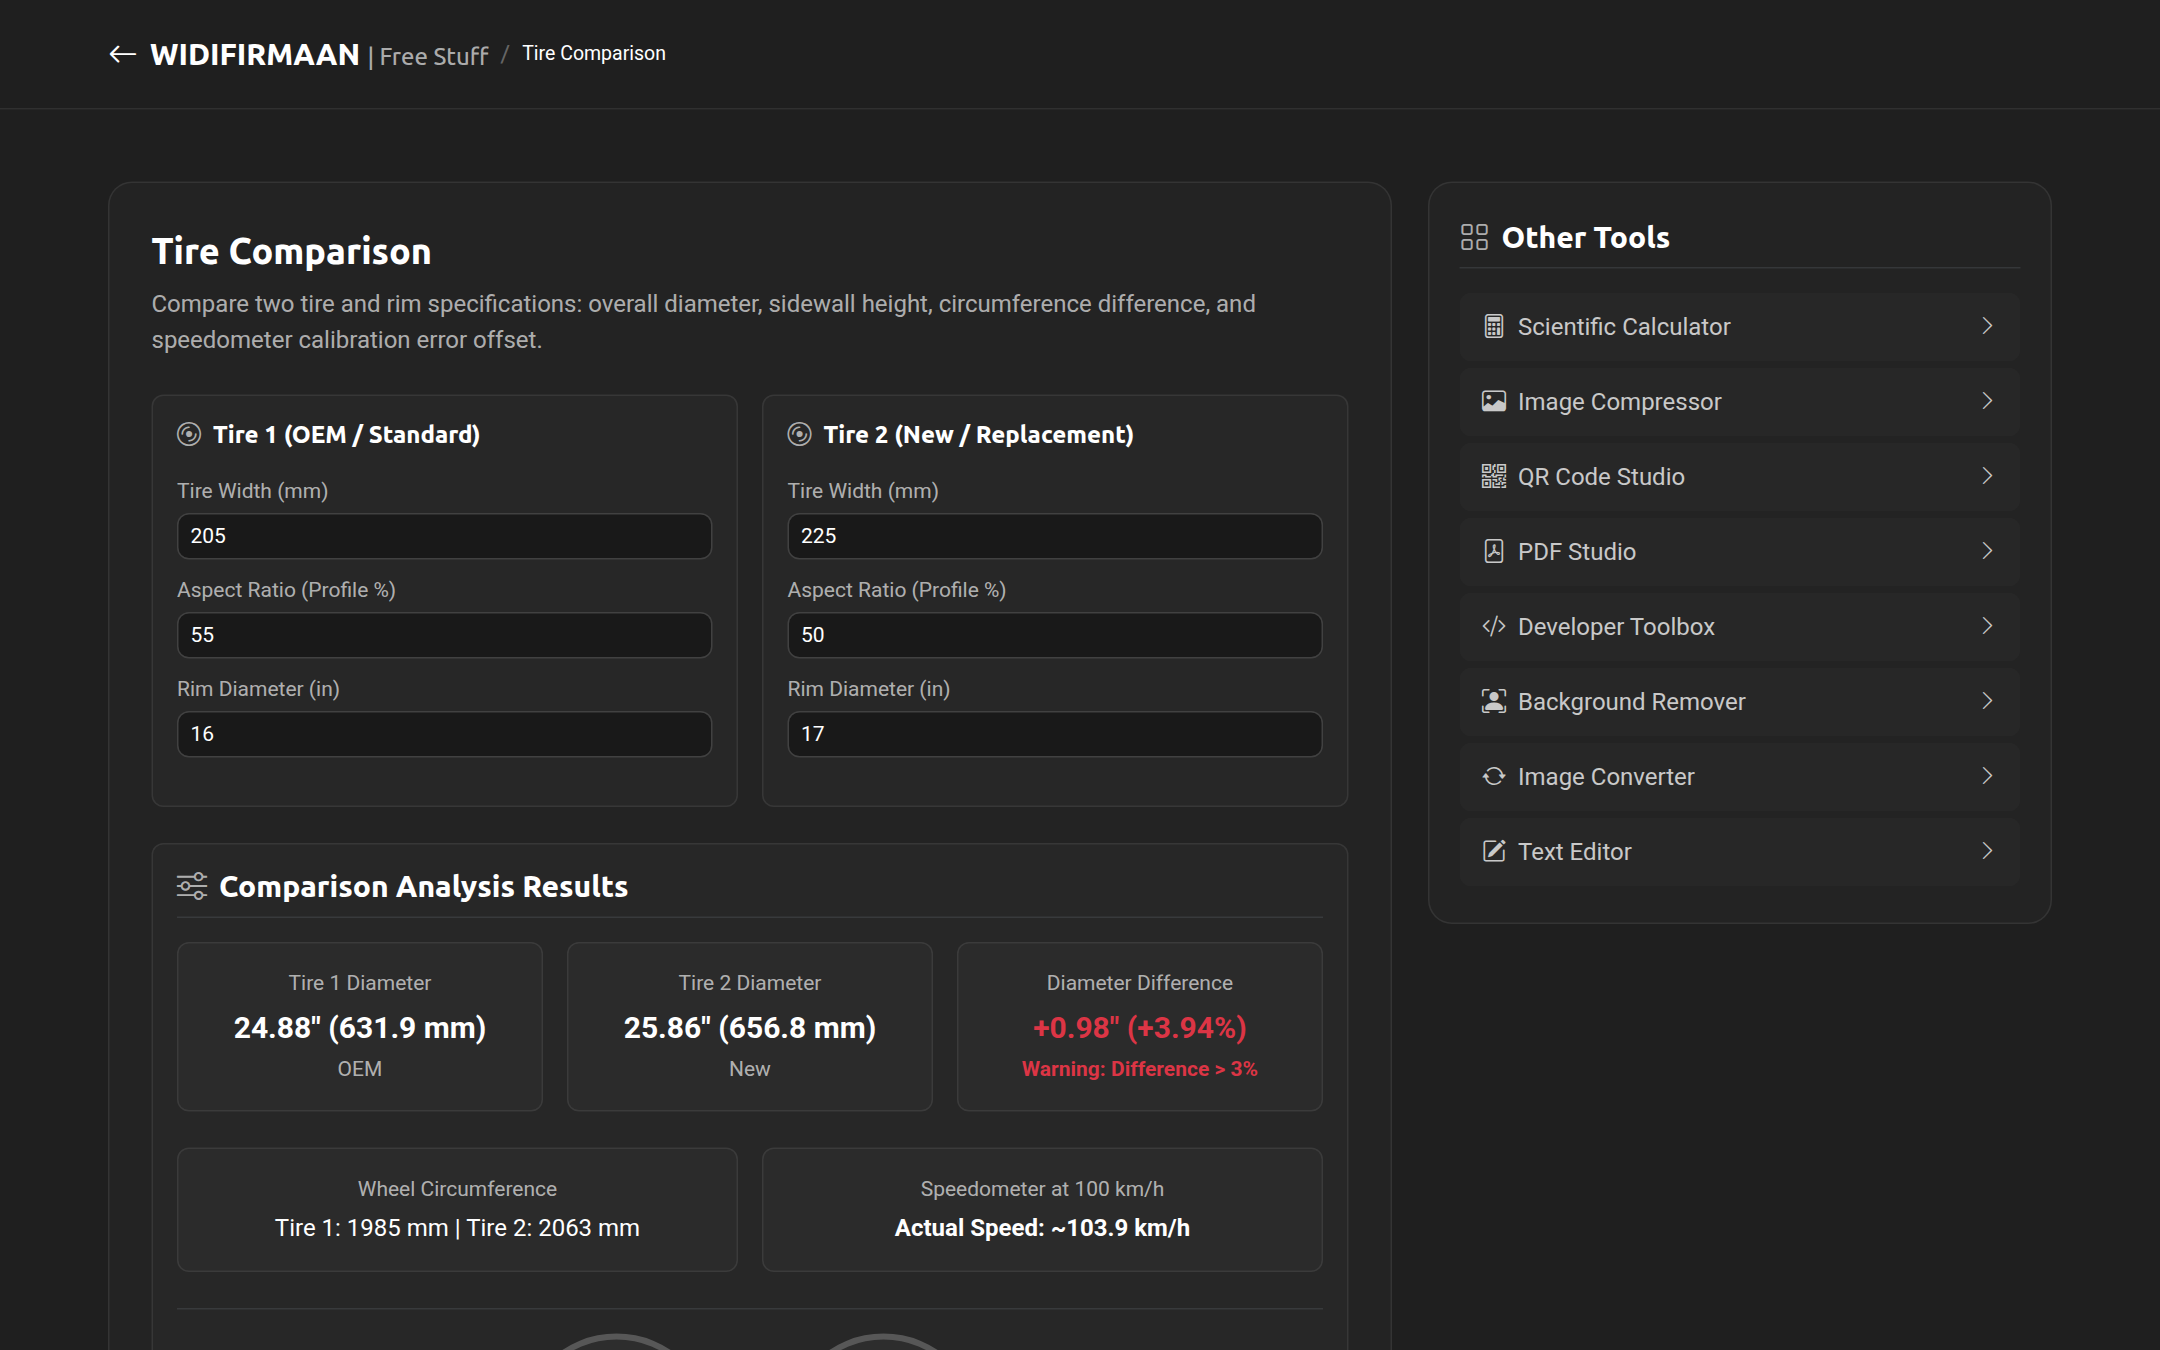 WIDIFIRMAAN | Free Stuff / Tire Comparison
Tire Comparison
Compare two tire and rim specifications: overall diameter, sidewall height, circumference difference, and
speedometer calibration error offset.
Tire 1 (OEM / Standard)
Tire Width (mm)
205
Aspect Ratio (Profile %)
55
Rim Diameter (in)
16
Tire 2 (New / Replacement)
Tire Width (mm)
225
Aspect Ratio (Profile %)
50
Rim Diameter (in)
17
Comparison Analysis Results
Tire 1 Diameter
24.88" (631.9 mm)
OEM
Tire 2 Diameter
25.86" (656.8 mm)
New
Diameter Difference
+0.98" (+3.94%)
Warning: Difference > 3%
Wheel Circumference
Tire 1: 1985 mm | Tire 2: 2063 mm
Speedometer at 100 km/h
Actual Speed: ~103.9 km/h
Other Tools
Scientific Calculator
Image Compressor
QR Code Studio
PDF Studio
Developer Toolbox
Background Remover
Image Converter
Text Editor